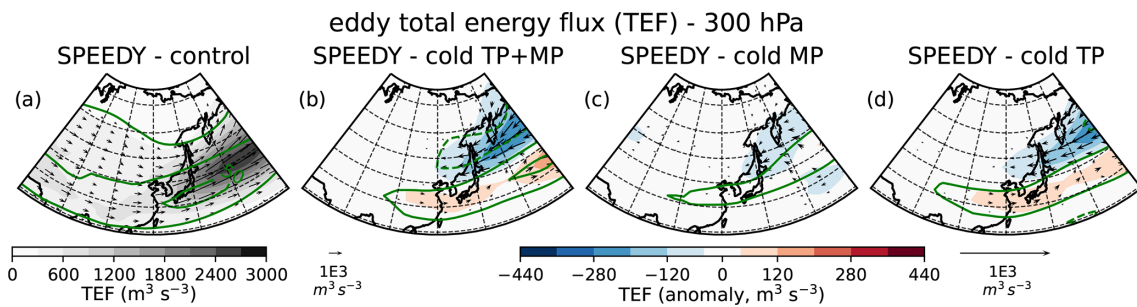 eddy total energy flux (TEF) - 300 hPa
SPEEDY - control
SPEEDY - cold TP+MP
SPEEDY - cold MP
SPEEDY - cold TP
(a)
(b)
(c)
(d)
0 600 1200 1800 2400 3000
TEF (m³ s⁻³)
1E3
m³ s⁻³
−440 −280 −120 0 120 280 440
TEF (anomaly, m³ s⁻³)
1E3
m³ s⁻³